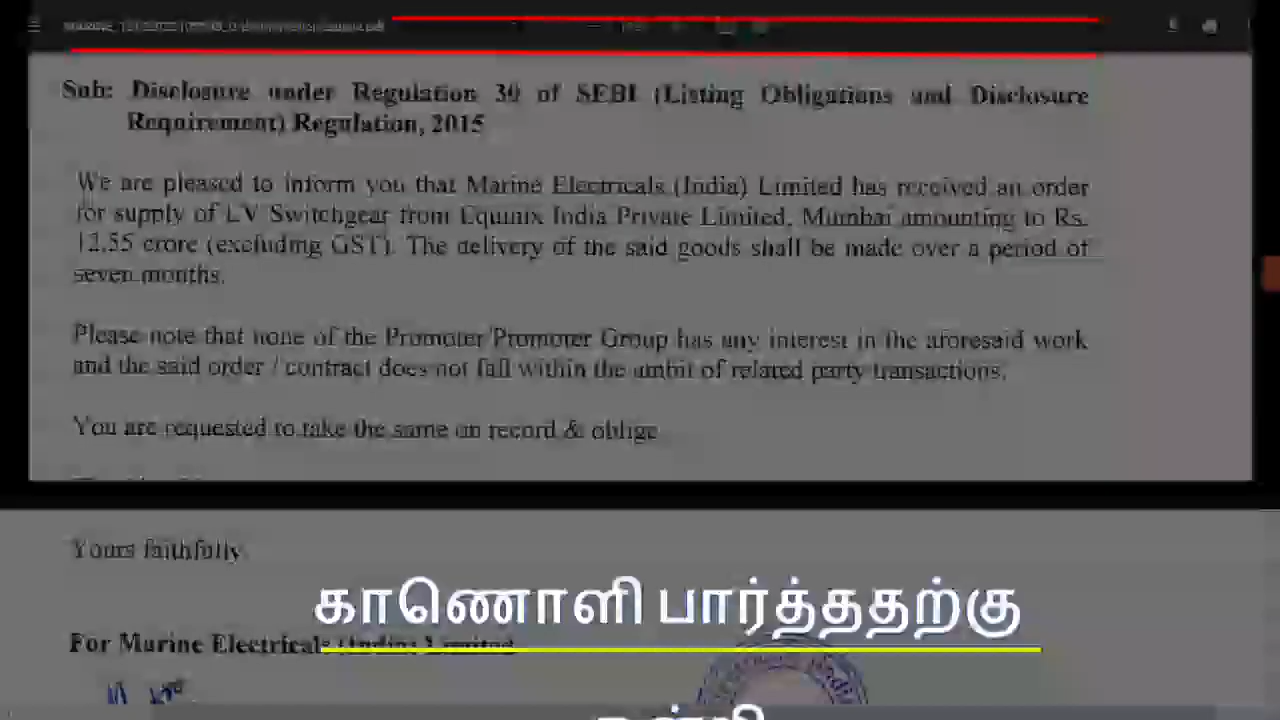 Sub: Disclosure under Regulation 30 of SEBI (Listing Obligations and Disclosure
Requirement) Regulation, 2015
We are pleased to inform you that Marine Electricals (India) Limited has received an order
for supply of LV Switchgear from Equinix India Private Limited, Mumbai amounting to Rs.
12.55 crore (excluding GST). The delivery of the said goods shall be made over a period of
seven months.
Please note that none of the Promoter/Promoter Group has any interest in the aforesaid work
and the said order / contract does not fall within the ambit of related party transactions.
You are requested to take the same on record & oblige
Yours faithfully
காணொளி பார்த்ததற்கு
For Marine Electricals (India) Limited